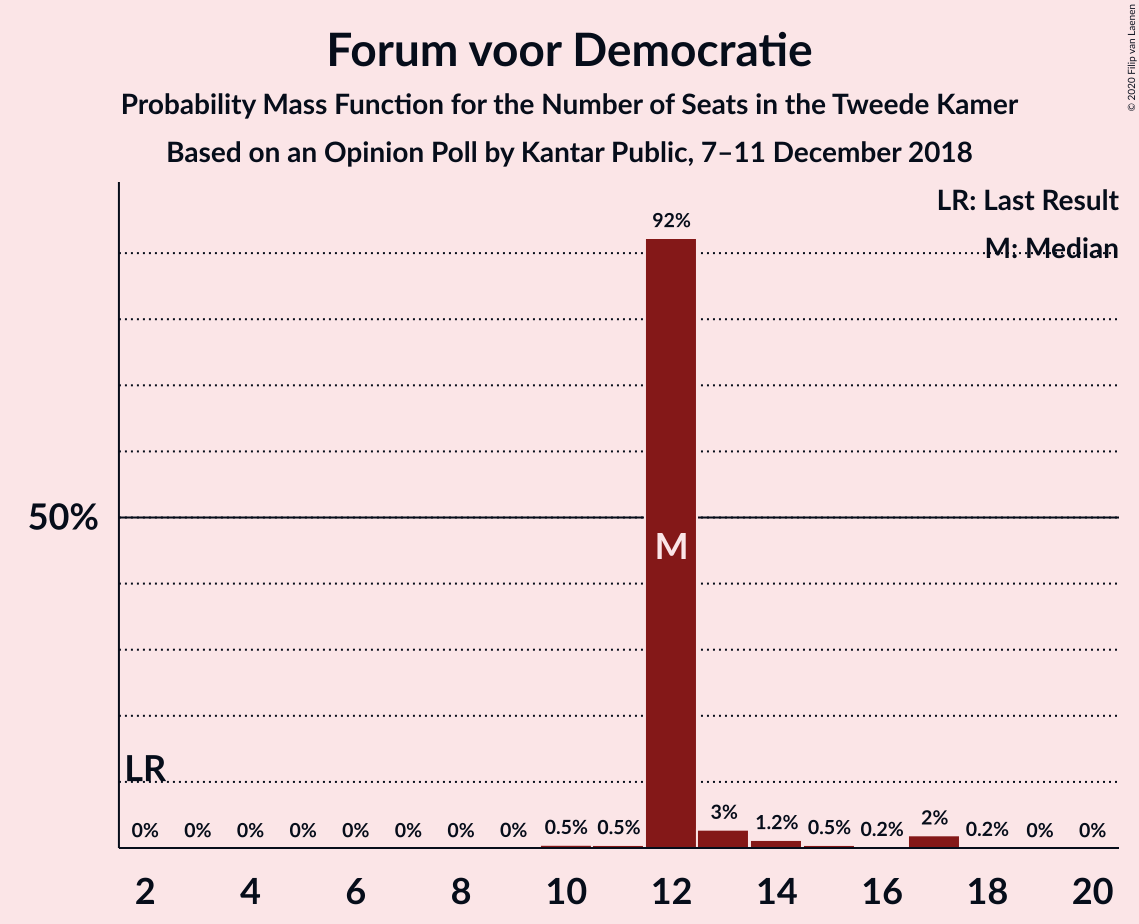 © 2020 Filip van Laenen
Forum voor Democratie
Probability Mass Function for the Number of Seats in the Tweede Kamer
Based on an Opinion Poll by Kantar Public, 7–11 December 2018
LR: Last Result
M: Median
92%
50%
M
LR
0% 0% 0% 0% 0% 0% 0% 0% 0.5% 0.5% 3% 1.2% 0.5% 0.2% 2% 0.2% 0% 0%
2 4 6 8 10 12 14 16 18 20